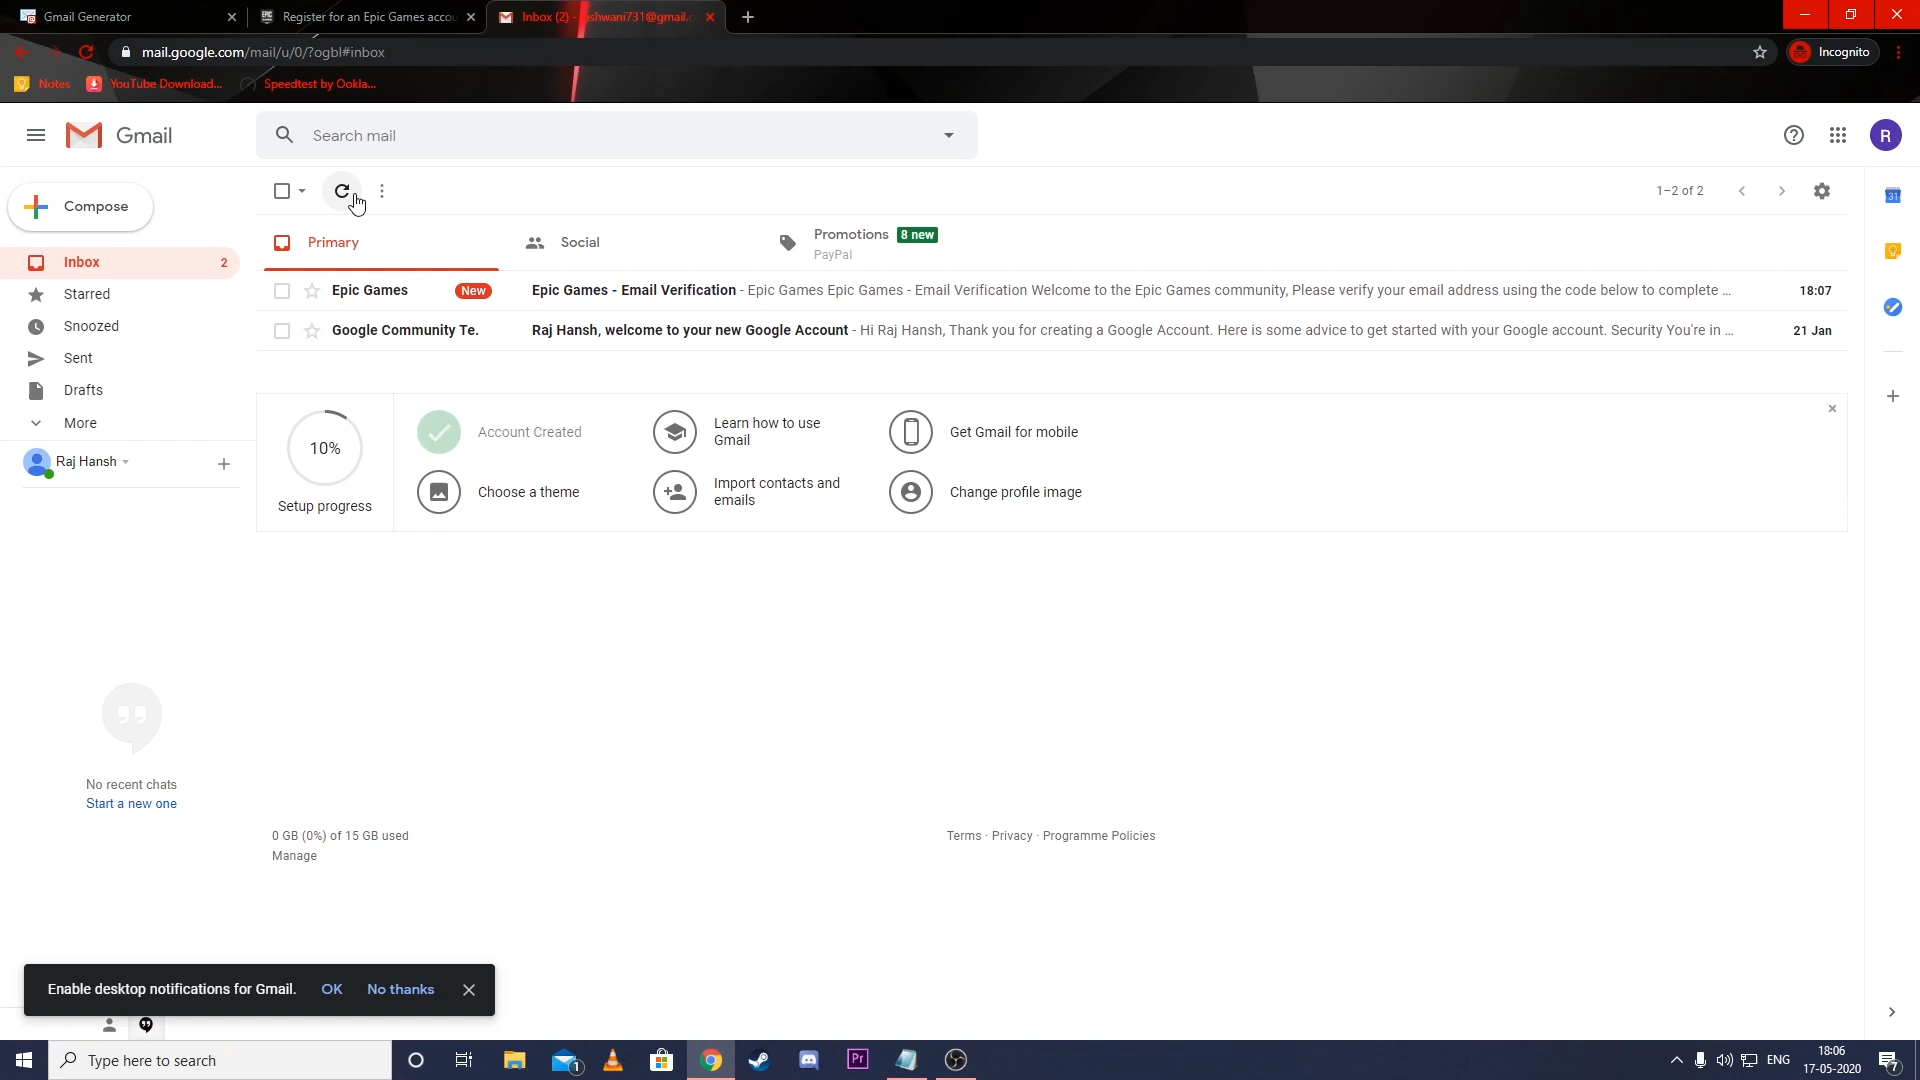 Gmail Generator
Register for an Epic Games accou
Inbox (2) - ashwani731@gmail.c
mail.google.com/mail/u/0/?ogbl#inbox
Incognito
Notes
YouTube Download...
Speedtest by Ookla...
Gmail
Search mail
R
Compose
1–2 of 2
31
Primary
Social
Promotions 8 new
PayPal
Inbox 2
Starred
Snoozed
Sent
Drafts
More
Raj Hansh
Epic Games New Epic Games - Email Verification - Epic Games Epic Games - Email Verification Welcome to the Epic Games community, Please verify your email address using the code below to complete ... 18:07
Google Community Te. Raj Hansh, welcome to your new Google Account - Hi Raj Hansh, Thank you for creating a Google Account. Here is some advice to get started with your Google account. Security You're in ... 21 Jan
10%
Setup progress
Account Created
Learn how to use
Gmail
Get Gmail for mobile
Choose a theme
Import contacts and
emails
Change profile image
No recent chats
Start a new one
0 GB (0%) of 15 GB used
Manage
Terms · Privacy · Programme Policies
Enable desktop notifications for Gmail. OK No thanks
Type here to search
1
Pr
ENG
18:06
17-05-2020
7